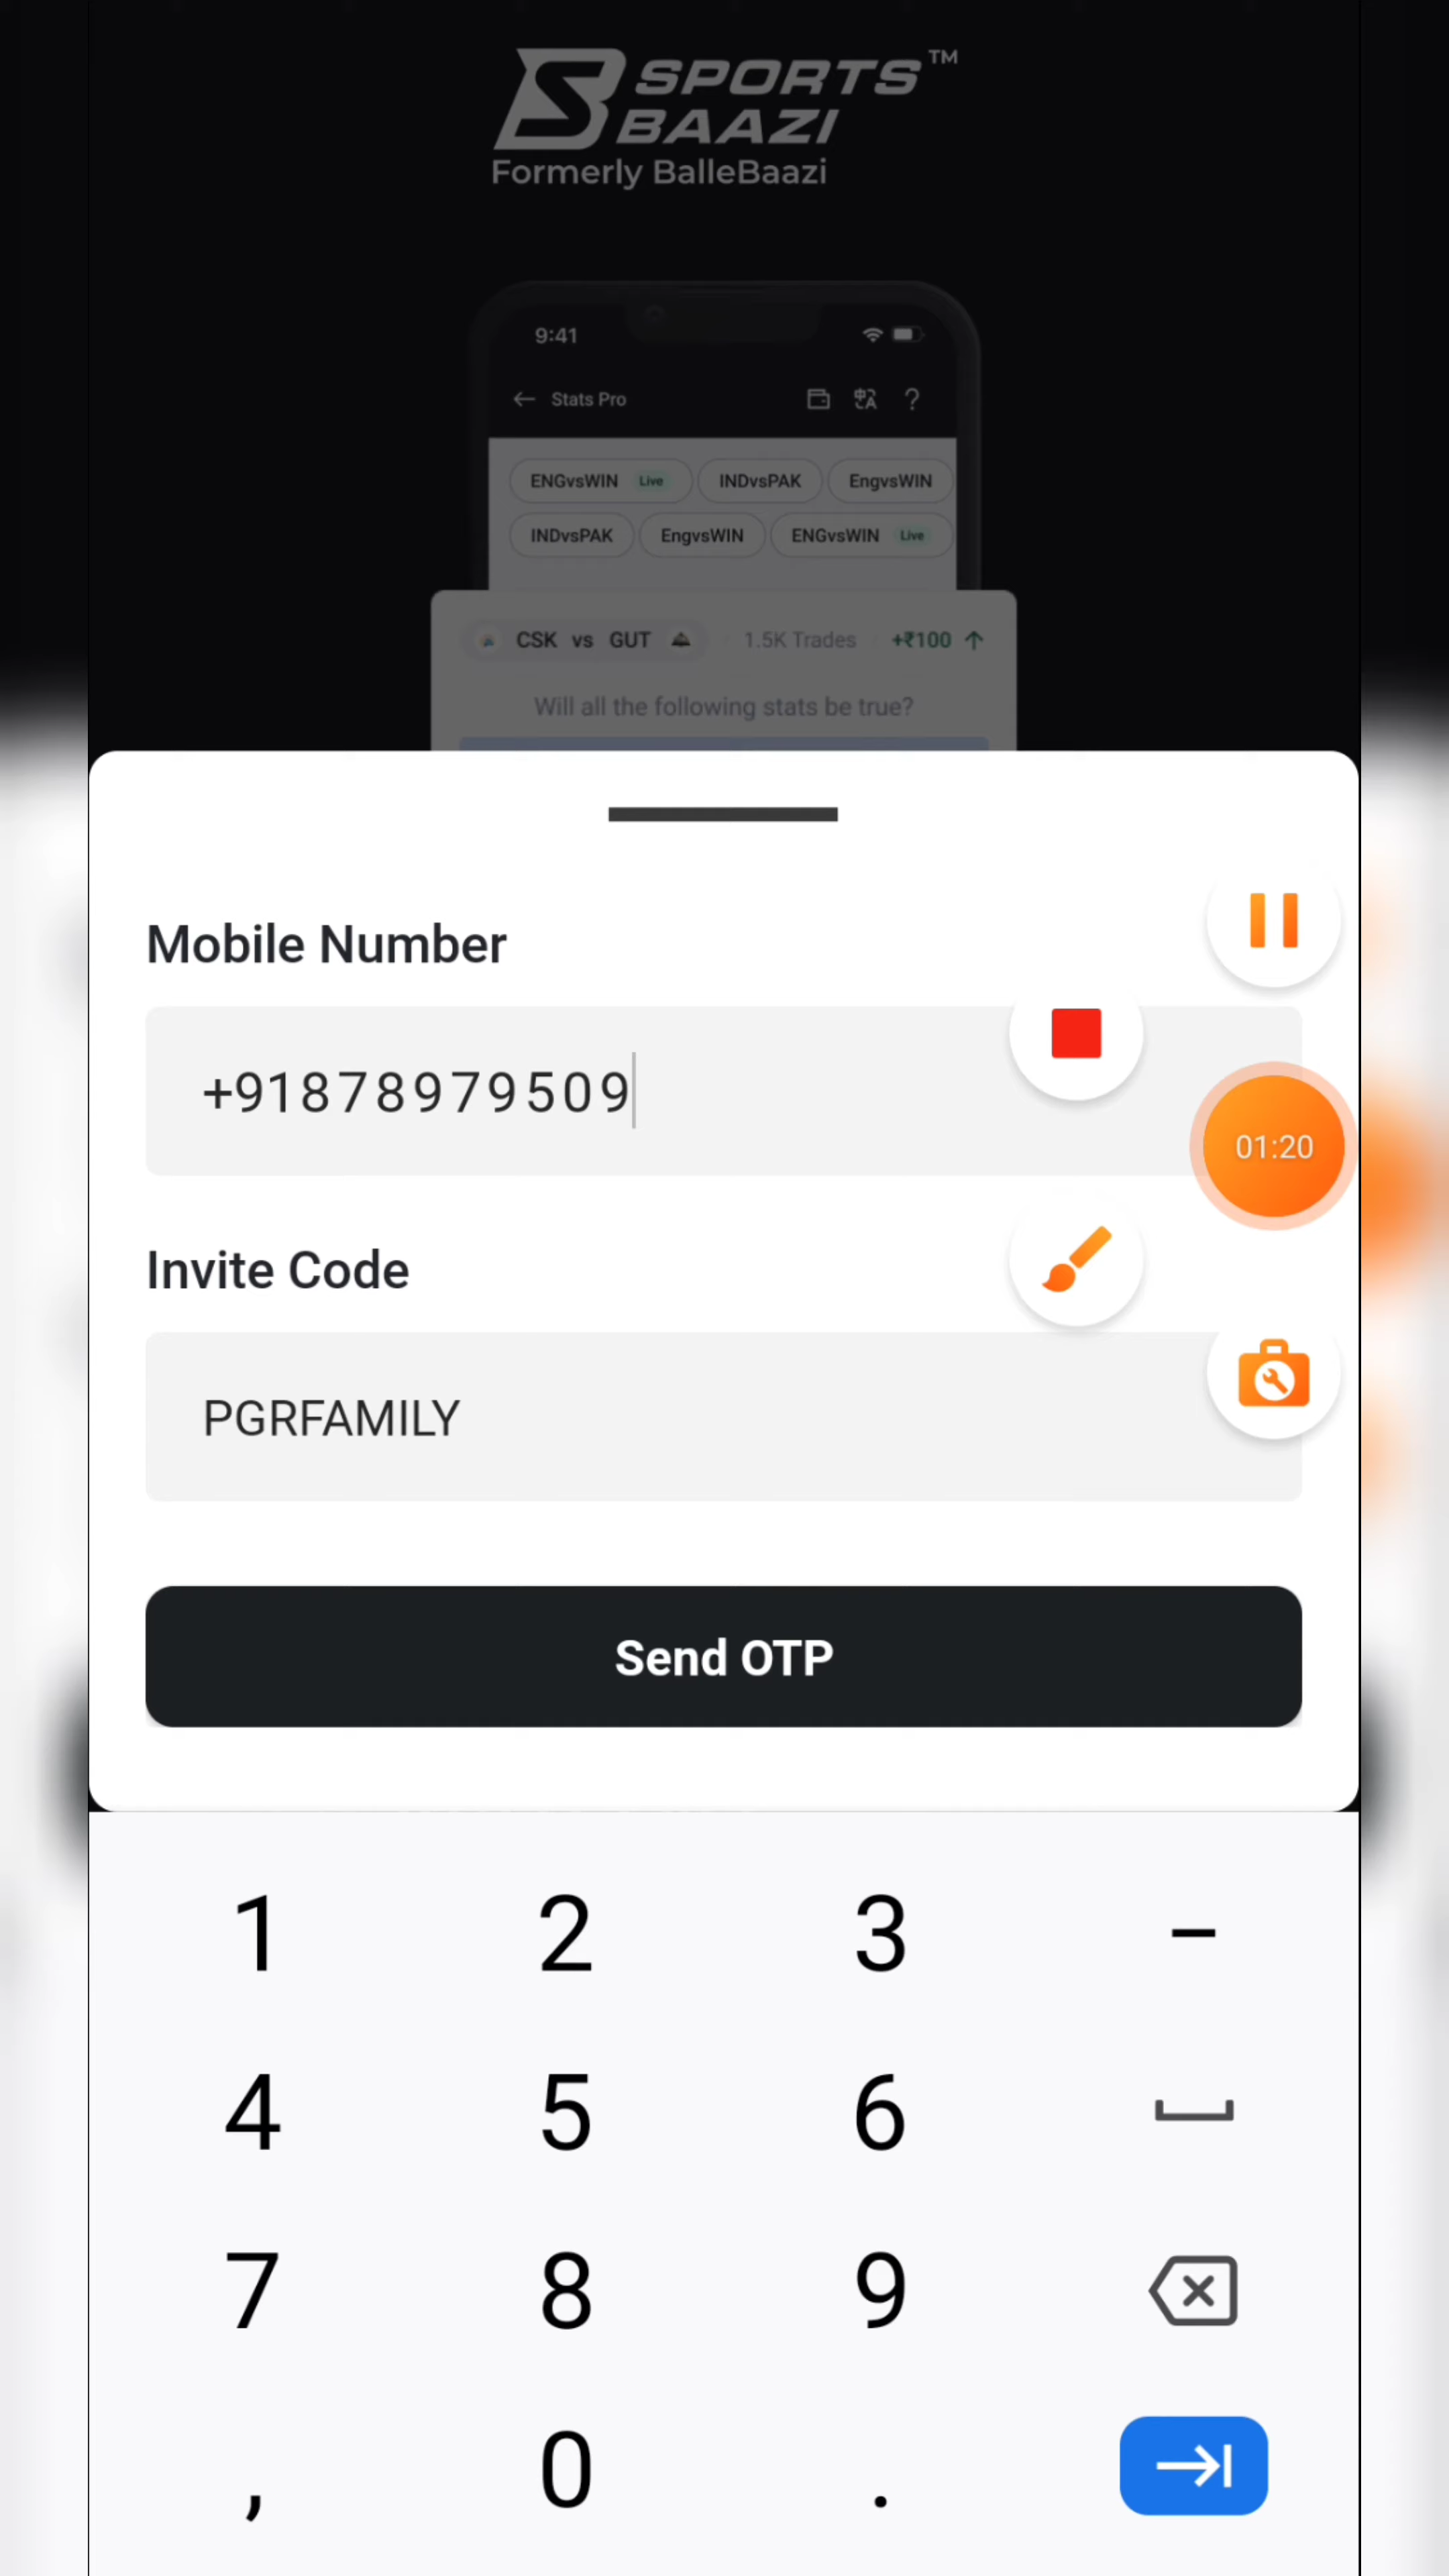 SPORTS™
BAAZI
Formerly BalleBaazi
9:41
Stats Pro
ENGvsWIN Live INDvsPAK EngvsWIN
INDvsPAK EngvsWIN ENGvsWIN Live
CSK vs GUT 1.5K Trades +₹100
Will all the following stats be true?
Mobile Number
+91878979509
01:20
Invite Code
PGRFAMILY
Send OTP
1 2 3 –
4 5 6
7 8 9
, 0 .